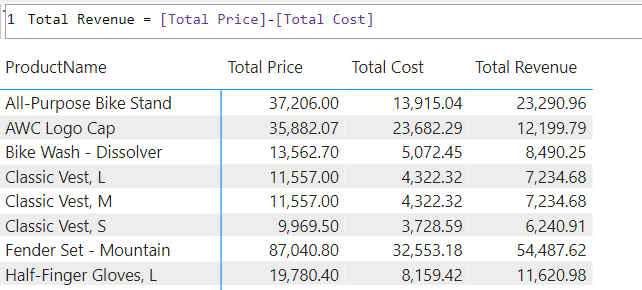 1 Total Revenue = [Total Price]-[Total Cost]
ProductName Total Price Total Cost Total Revenue
All-Purpose Bike Stand 37,206.00 13,915.04 23,290.96
AWC Logo Cap 35,882.07 23,682.29 12,199.79
Bike Wash - Dissolver 13,562.70 5,072.45 8,490.25
Classic Vest, L 11,557.00 4,322.32 7,234.68
Classic Vest, M 11,557.00 4,322.32 7,234.68
Classic Vest, S 9,969.50 3,728.59 6,240.91
Fender Set - Mountain 87,040.80 32,553.18 54,487.62
Half-Finger Gloves, L 19,780.40 8,159.42 11,620.98